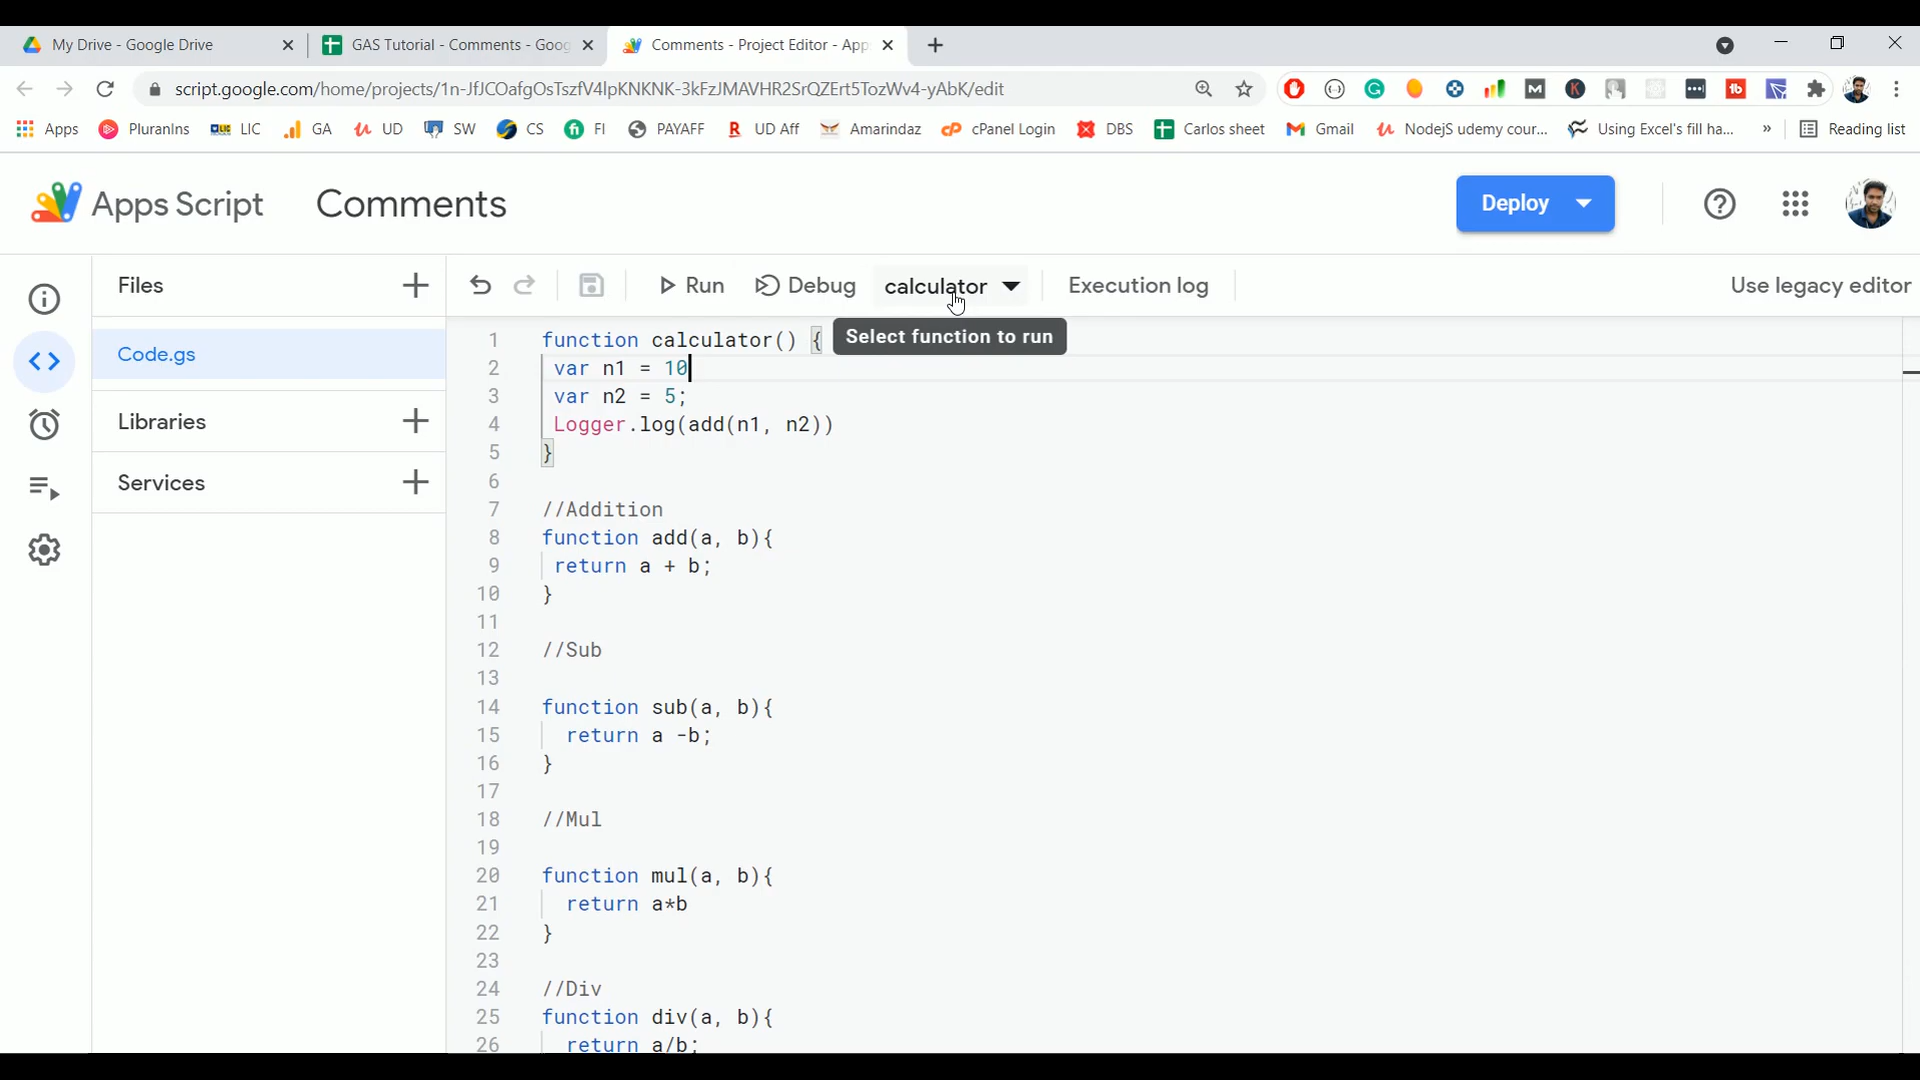 My Drive - Google Drive
GAS Tutorial - Comments - Goog
Comments - Project Editor - App
script.google.com/home/projects/1n-JfJCOafgOsTszfV4lpKNKNK-3kFzJMAVHR2SrQZErt5TozWv4-yAbK/edit
Apps PluranIns LIC GA UD SW CS FI PAYAFF UD Aff Amarindaz cPanel Login DBS Carlos sheet Gmail NodejS udemy cour... Using Excel's fill ha... » Reading list
Apps Script Comments Deploy
Files Run Debug calculator Execution log Use legacy editor
Select function to run
Code.gs
Libraries
Services
1 function calculator() {
2 var n1 = 10
3 var n2 = 5;
4 Logger.log(add(n1, n2))
5 }
6
7 //Addition
8 function add(a, b){
9 return a + b;
10 }
11
12 //Sub
13
14 function sub(a, b){
15 return a -b;
16 }
17
18 //Mul
19
20 function mul(a, b){
21 return a*b
22 }
23
24 //Div
25 function div(a, b){
26 return a/b;